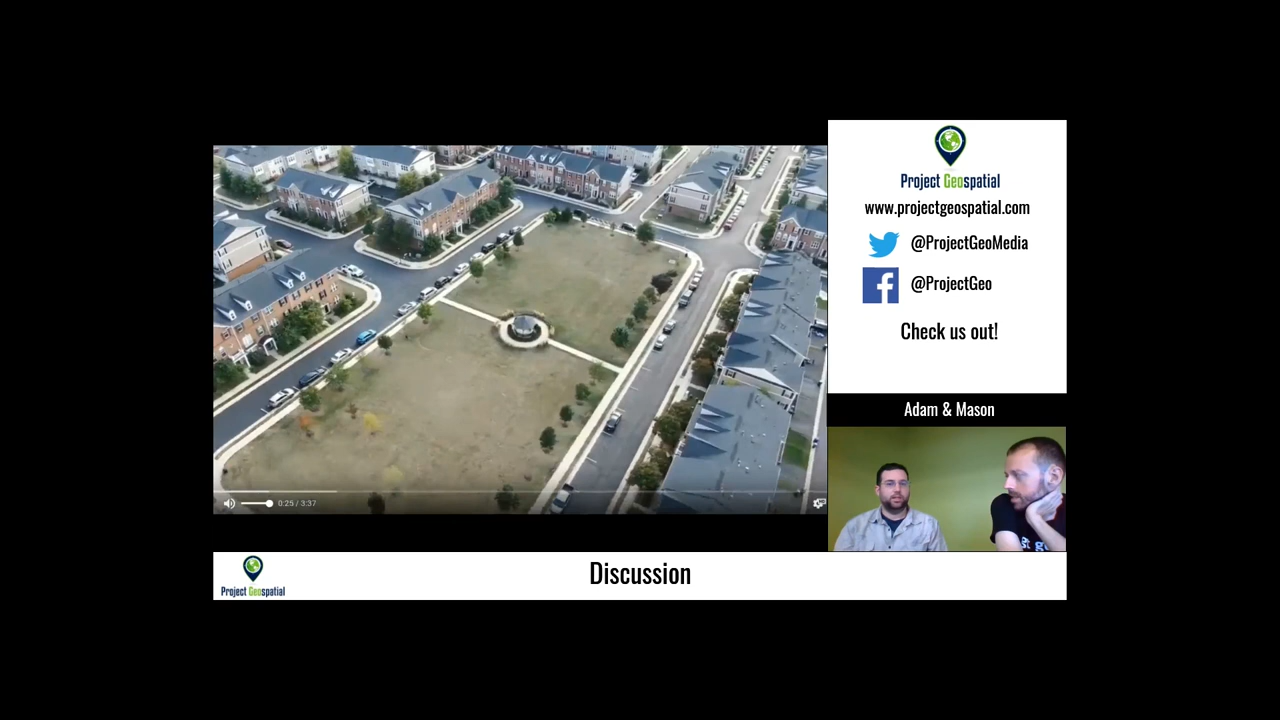 Project Geospatial
www.projectgeospatial.com
@ProjectGeoMedia
@ProjectGeo
Check us out!
Adam & Mason
0:25 / 3:37
Project Geospatial
Discussion